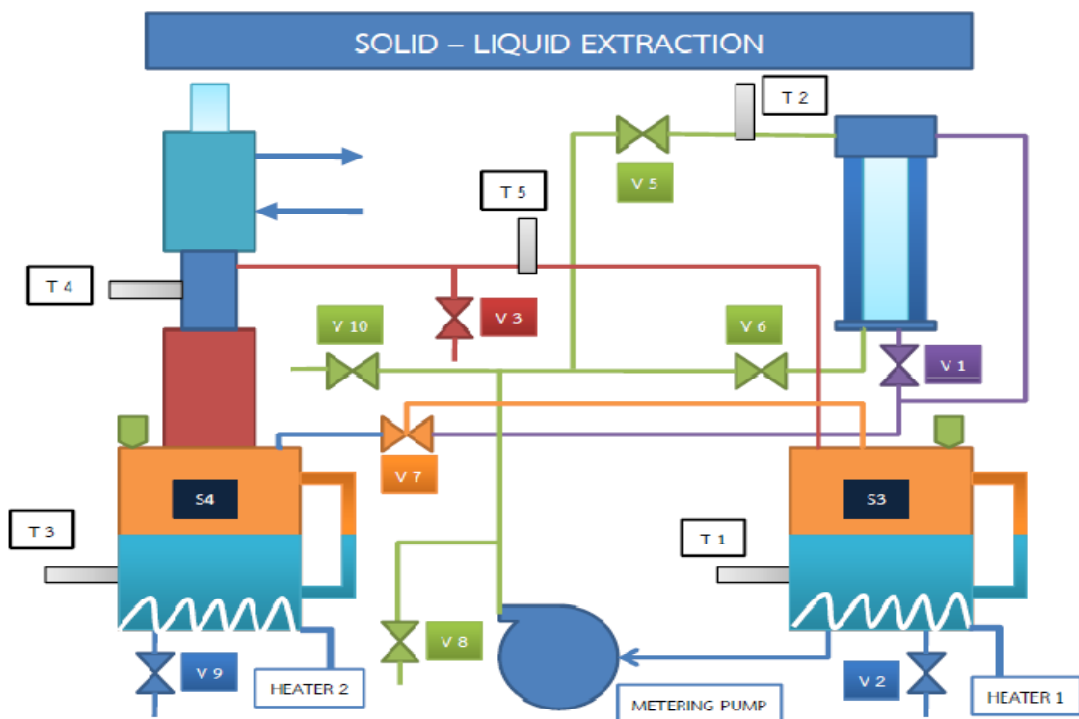 SOLID – LIQUID EXTRACTION
T 2
V 5
T 5
T 4
V 10
V 3
V 6
V 1
V 7
S4
S3
T 3
T 1
V 8
V 9
HEATER 2
METERING PUMP
V 2
HEATER 1